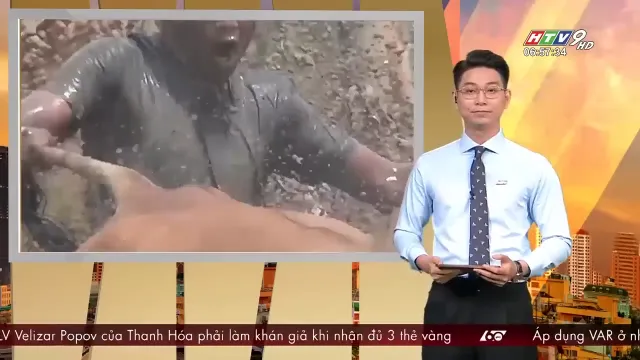 HTV9 HD
06:57:34
LV Velizar Popov của Thanh Hóa phải làm khán giả khi nhận đủ 3 thẻ vàng 60 Áp dụng VAR ở n